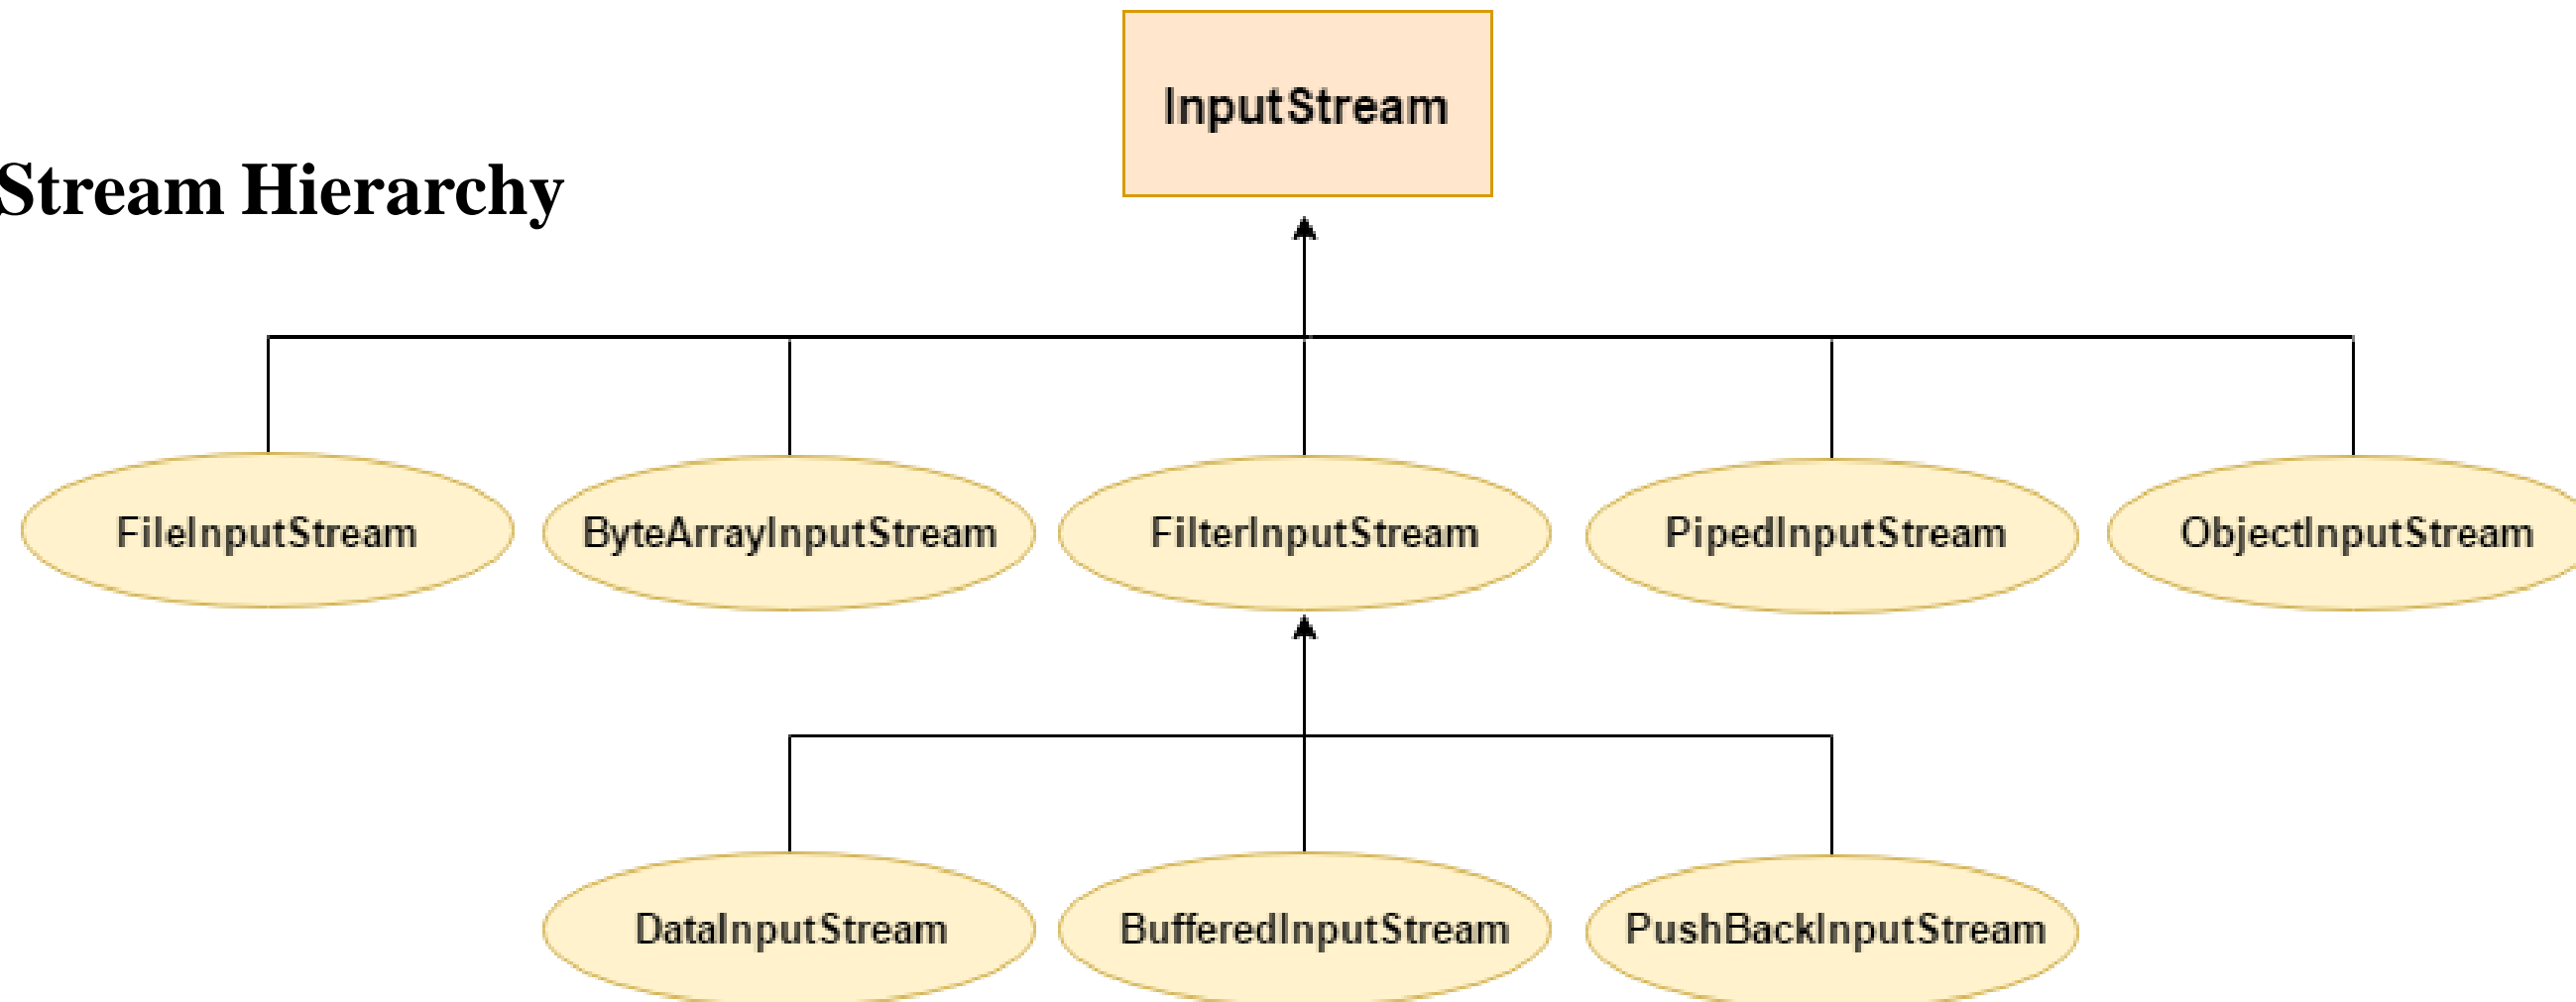 InputStream
Stream Hierarchy
FileInputStream
ByteArrayInputStream
FilterInputStream
PipedInputStream
ObjectInputStream
DataInputStream
BufferedInputStream
PushBackInputStream